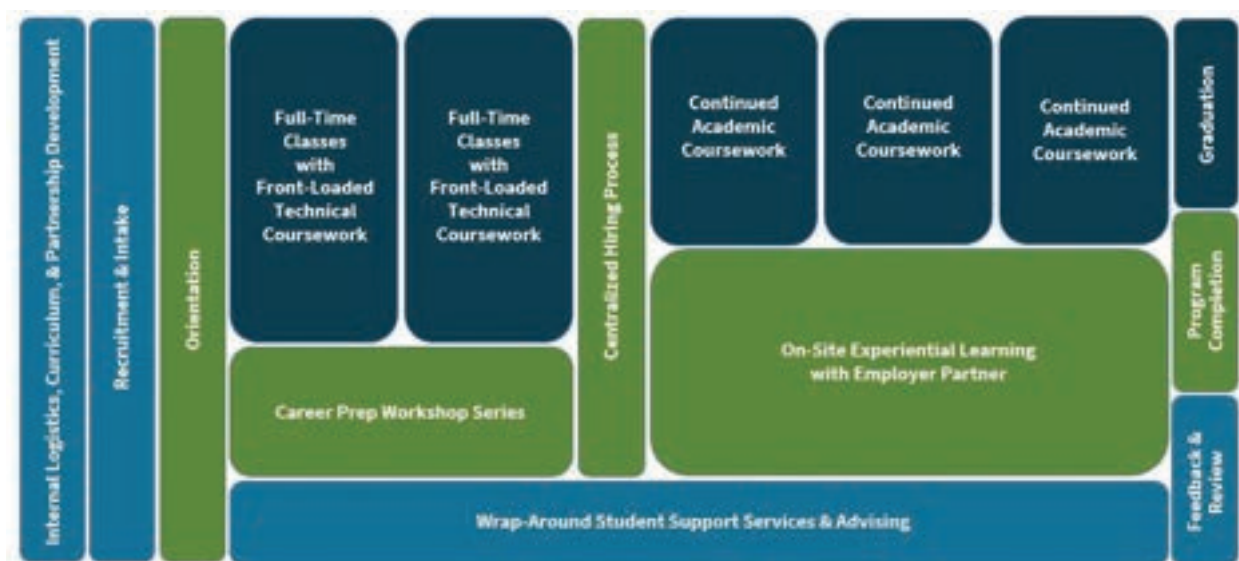 Internal Logistics, Curriculum, & Partnership Development
Recruitment & Intake
Orientation
Full-Time
Classes
with
Front-Loaded
Technical
Coursework
Full-Time
Classes
with
Front-Loaded
Technical
Coursework
Career Prep Workshop Series
Centralized Hiring Process
Continued
Academic
Coursework
Continued
Academic
Coursework
Continued
Academic
Coursework
On-Site Experiential Learning
with Employer Partner
Wrap-Around Student Support Services & Advising
Graduation
Program
Completion
Feedback &
Review